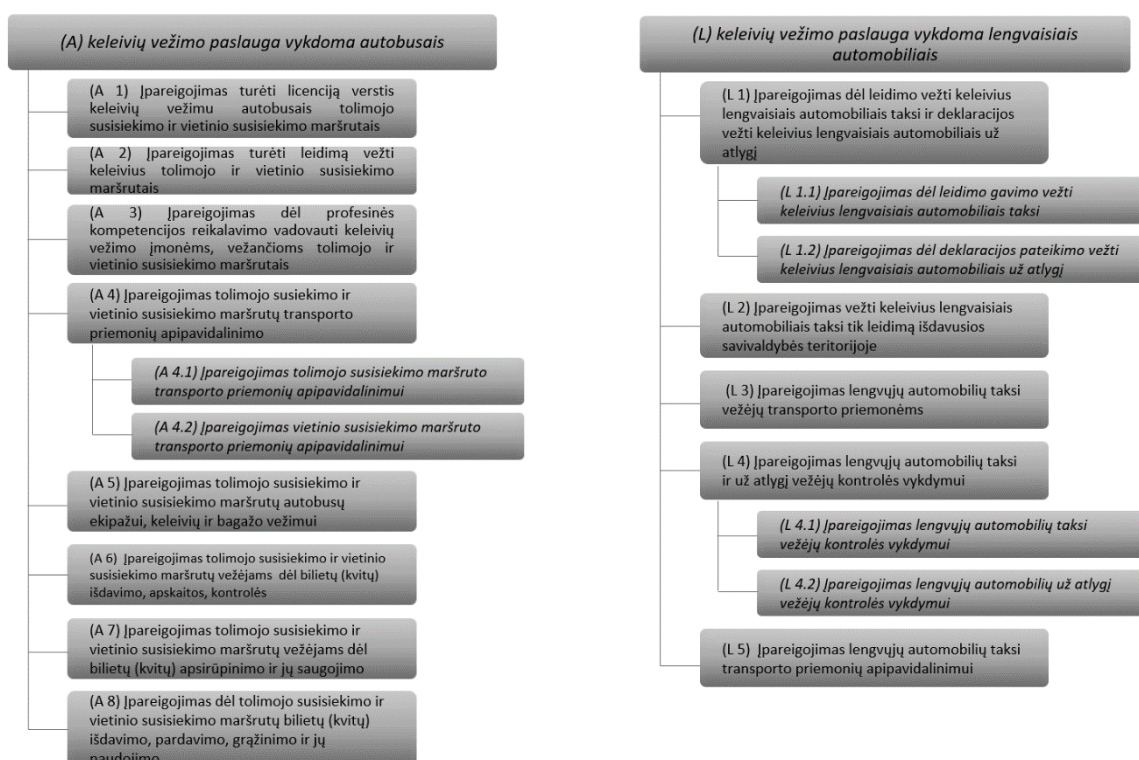 (A) keleivių vežimo paslauga vykdoma autobusais
(A 1) Įpareigojimas turėti licenciją verstis
keleivių vežimu autobusais tolimojo
susisiekimo ir vietinio susisiekimo maršrutais
(A 2) Įpareigojimas turėti leidimą vežti
keleivius tolimojo ir vietinio susisiekimo
maršrutais
(A 3) Įpareigojimas dėl profesinės
kompetencijos reikalavimo vadovauti keleivių
vežimo įmonėms, vežančioms tolimojo ir
vietinio susisiekimo maršrutais
(A 4) Įpareigojimas tolimojo susiekimo ir
vietinio susisiekimo maršrutų transporto
priemonių apipavidalinimo
(A 4.1) Įpareigojimas tolimojo susisiekimo maršruto
transporto priemonių apipavidalinimui
(A 4.2) Įpareigojimas vietinio susisiekimo maršruto
transporto priemonių apipavidalinimui
(A 5) Įpareigojimas tolimojo susisiekimo ir
vietinio susisiekimo maršrutų autobusų
ekipažui, keleivių ir bagažo vežimui
(A 6) Įpareigojimas tolimojo susisiekimo ir vietinio
susisiekimo maršrutų vežėjams dėl bilietų (kvitų)
išdavimo, apskaitos, kontrolės
(A 7) Įpareigojimas tolimojo susisiekimo ir
vietinio susisiekimo maršrutų vežėjams dėl
bilietų (kvitų) apsirūpinimo ir jų saugojimo
(A 8) Įpareigojimas dėl tolimojo susisiekimo ir
vietinio susisiekimo maršrutų bilietų (kvitų)
išdavimo, pardavimo, grąžinimo ir jų
naudojimo
(L) keleivių vežimo paslauga vykdoma lengvaisiais
automobiliais
(L 1) Įpareigojimas dėl leidimo vežti keleivius
lengvaisiais automobiliais taksi ir deklaracijos
vežti keleivius lengvaisiais automobiliais už
atlygį
(L 1.1) Įpareigojimas dėl leidimo gavimo vežti
keleivius lengvaisiais automobiliais taksi
(L 1.2) Įpareigojimas dėl deklaracijos pateikimo vežti
keleivius lengvaisiais automobiliais už atlygį
(L 2) Įpareigojimas vežti keleivius lengvaisiais
automobiliais taksi tik leidimą išdavusios
savivaldybės teritorijoje
(L 3) Įpareigojimas lengvųjų automobilių taksi
vežėjų transporto priemonėms
(L 4) Įpareigojimas lengvųjų automobilių taksi
ir už atlygį vežėjų kontrolės vykdymui
(L 4.1) Įpareigojimas lengvųjų automobilių taksi
vežėjų kontrolės vykdymui
(L 4.2) Įpareigojimas lengvųjų automobilių už atlygį
vežėjų kontrolės vykdymui
(L 5) Įpareigojimas lengvųjų automobilių taksi
transporto priemonių apipavidalinimui